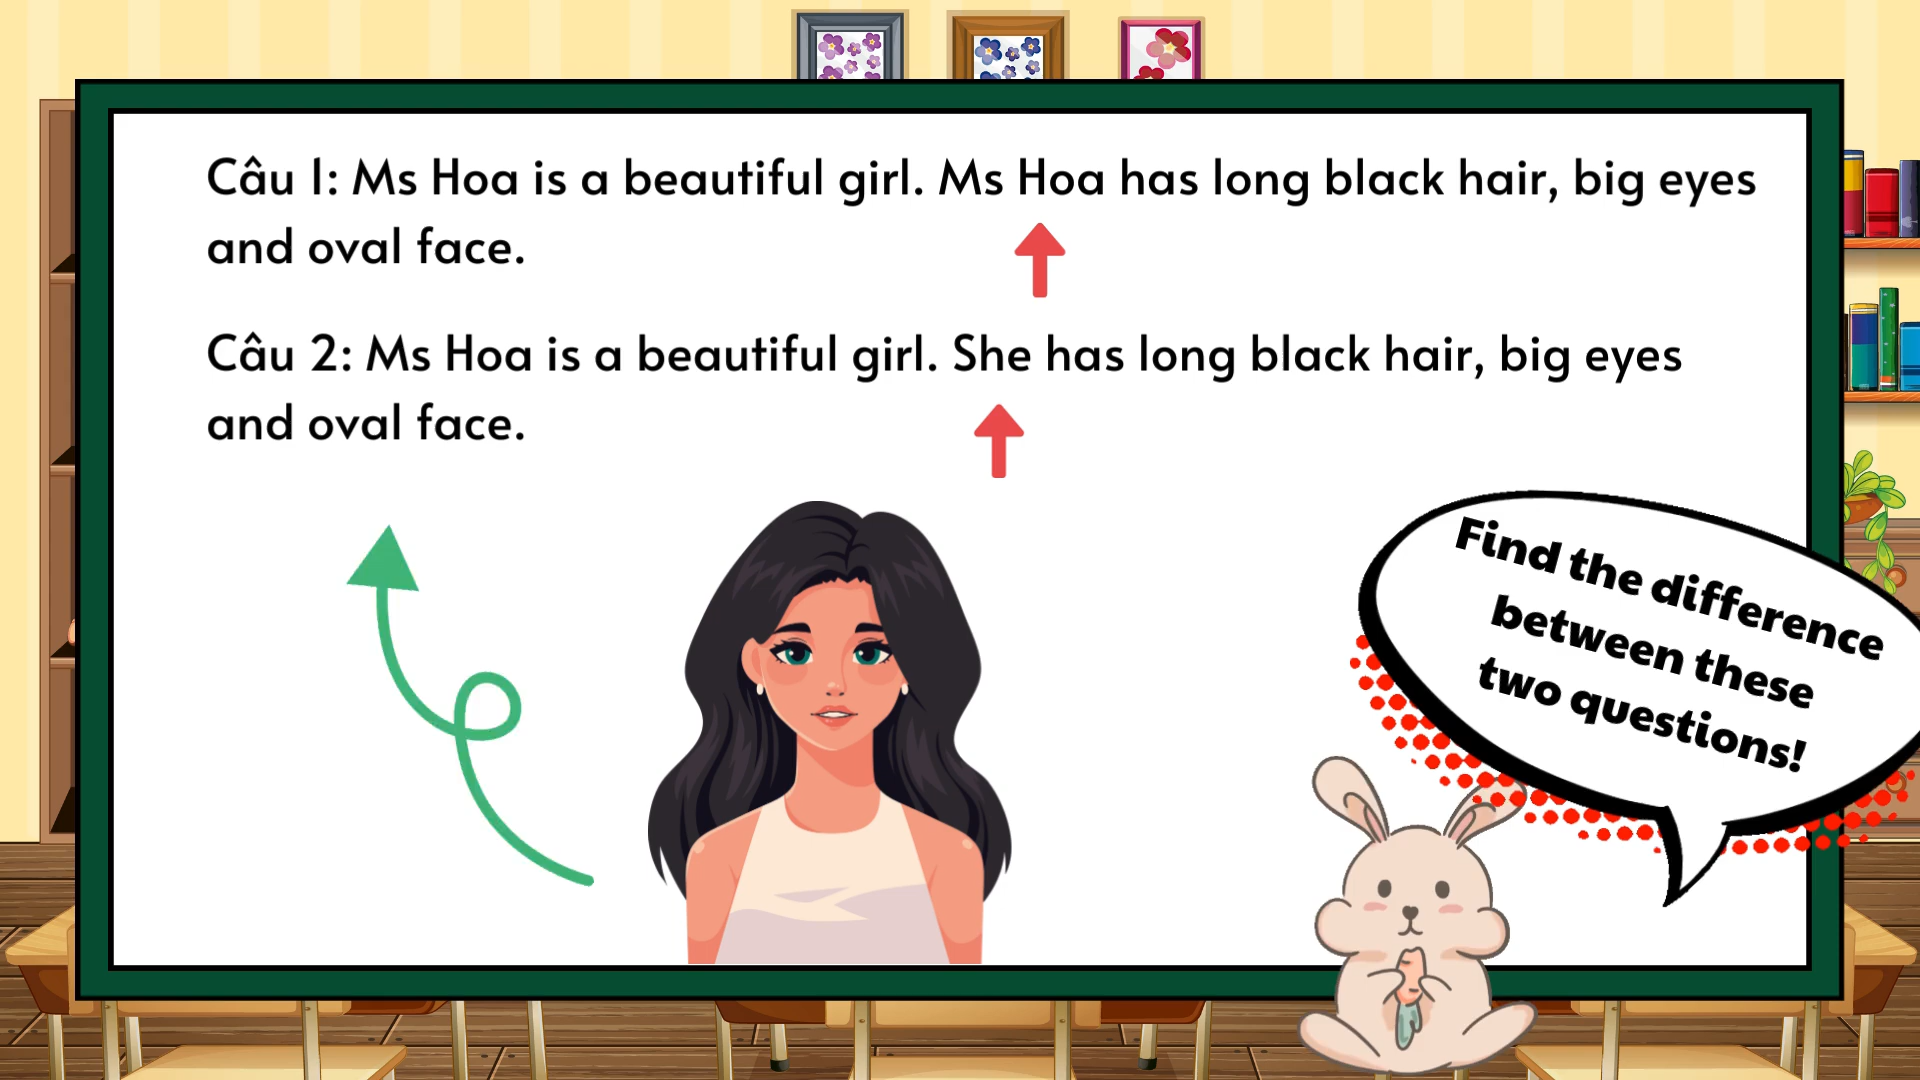 Câu 1: Ms Hoa is a beautiful girl. Ms Hoa has long black hair, big eyes
and oval face.
Câu 2: Ms Hoa is a beautiful girl. She has long black hair, big eyes
and oval face.
Find the difference
between these
two questions!